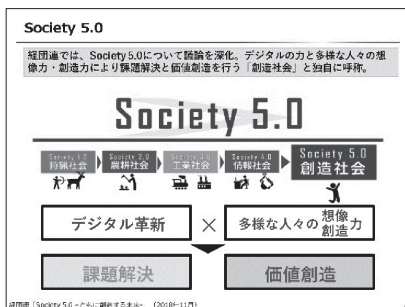 Society 5.0
経団連では、Society 5.0について議論を深化。デジタルの力と多様な人々の想
像力・創造力により課題解決と価値創造を行う「創造社会」と独自に呼称。
Society 5.0
Society 1.0 Society 2.0 Society 3.0 Society 4.0 Society 5.0
狩猟社会 農耕社会 工業社会 情報社会 創造社会
デジタル革新 × 多様な人々の 想像 創造 力
課題解決 価値創造
経団連「Society 5.0 -ともに創造する未来-」（2018年11月）